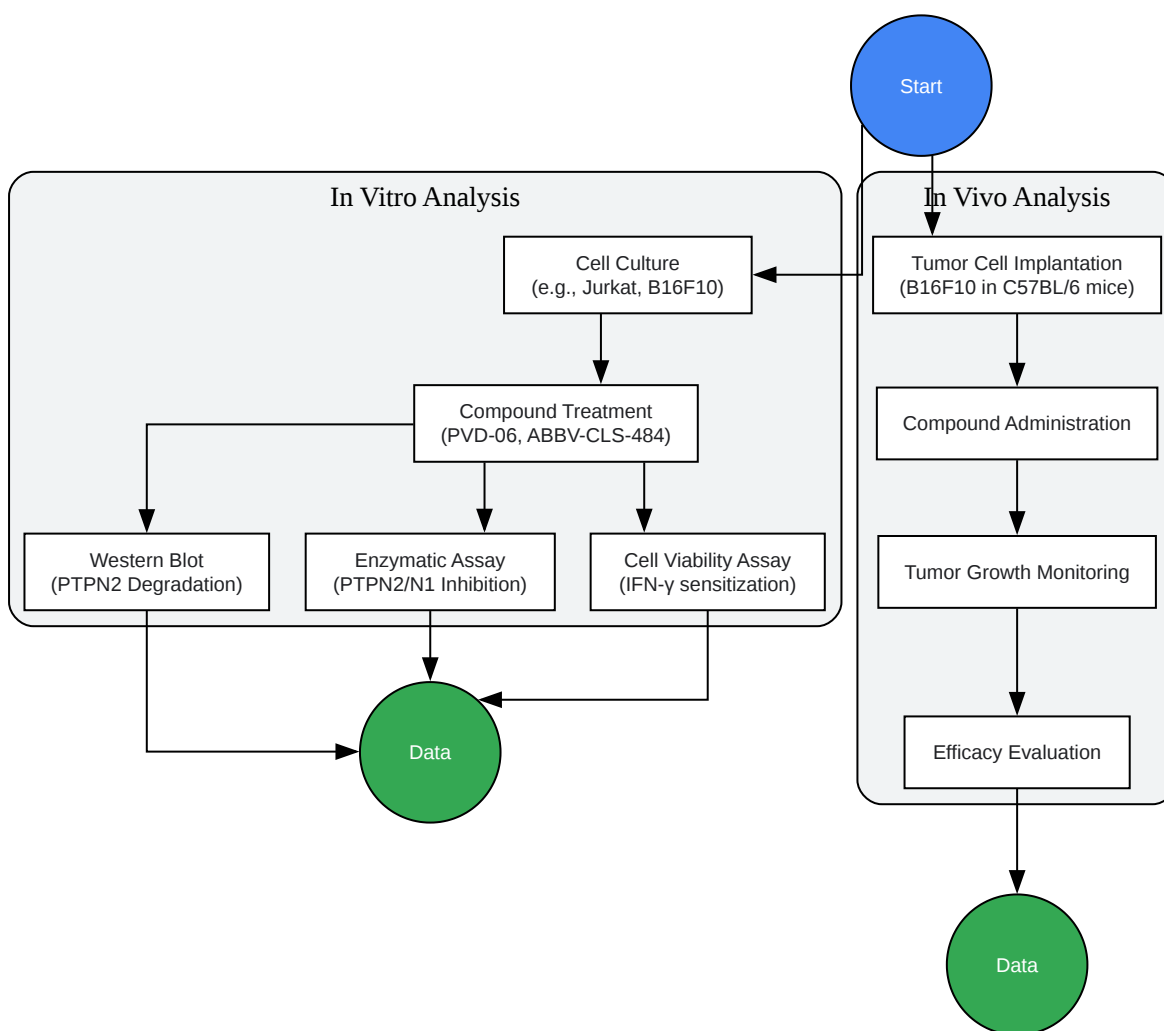 Start
In Vitro Analysis
In Vivo Analysis
Cell Culture
(e.g., Jurkat, B16F10)
Tumor Cell Implantation
(B16F10 in C57BL/6 mice)
Compound Treatment
(PVD-06, ABBV-CLS-484)
Compound Administration
Western Blot
(PTPN2 Degradation)
Enzymatic Assay
(PTPN2/N1 Inhibition)
Cell Viability Assay
(IFN-γ sensitization)
Tumor Growth Monitoring
Data
Efficacy Evaluation
Data